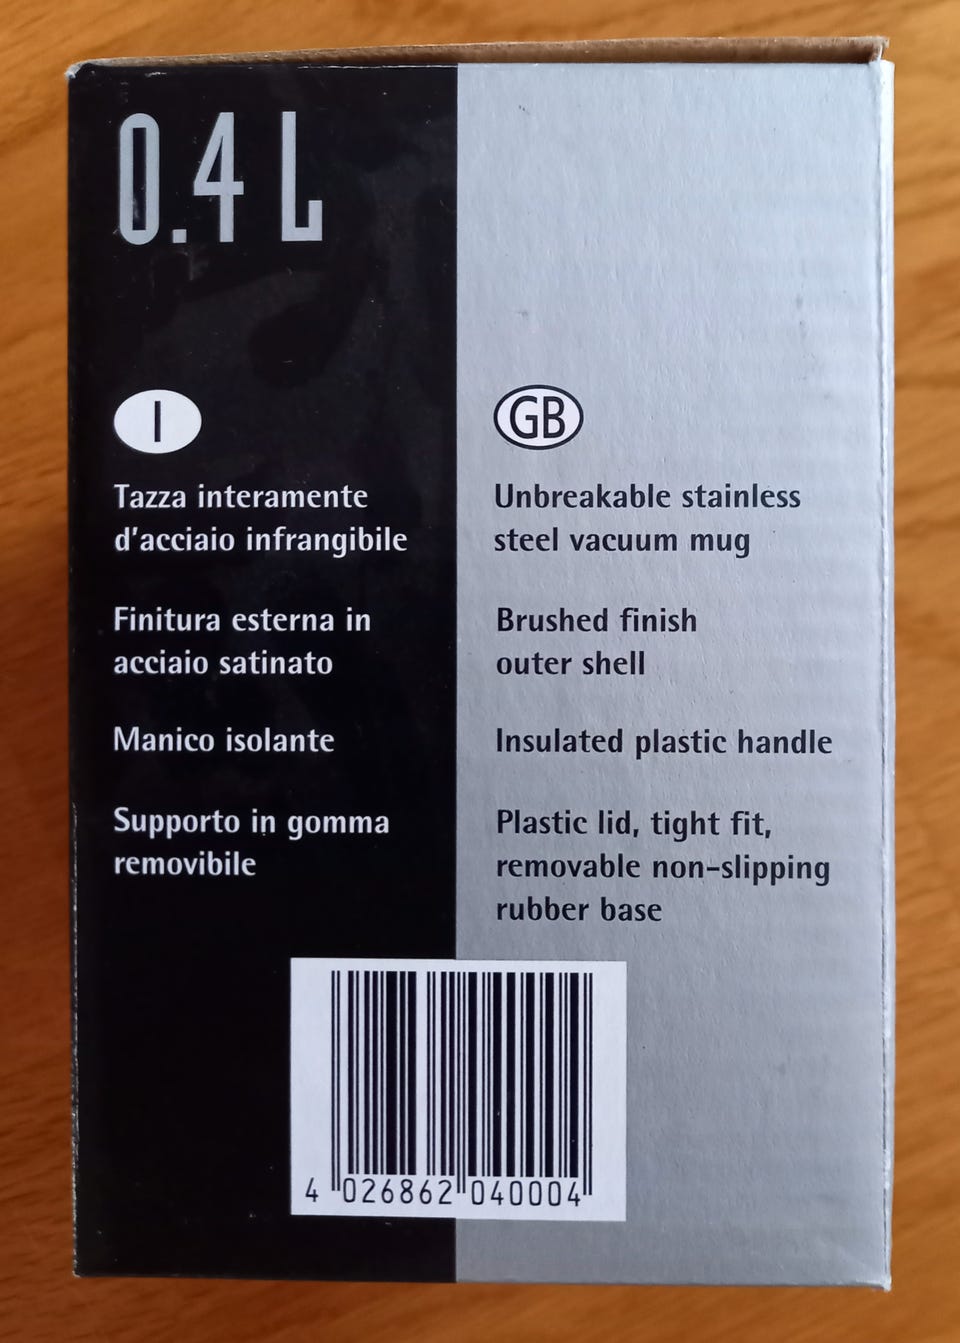 0.4 L
I
Tazza interamente
d'acciaio infrangibile
Finitura esterna in
acciaio satinato
Manico isolante
Supporto in gomma
removibile
GB
Unbreakable stainless
steel vacuum mug
Brushed finish
outer shell
Insulated plastic handle
Plastic lid, tight fit,
removable non-slipping
rubber base
4 026862 040004